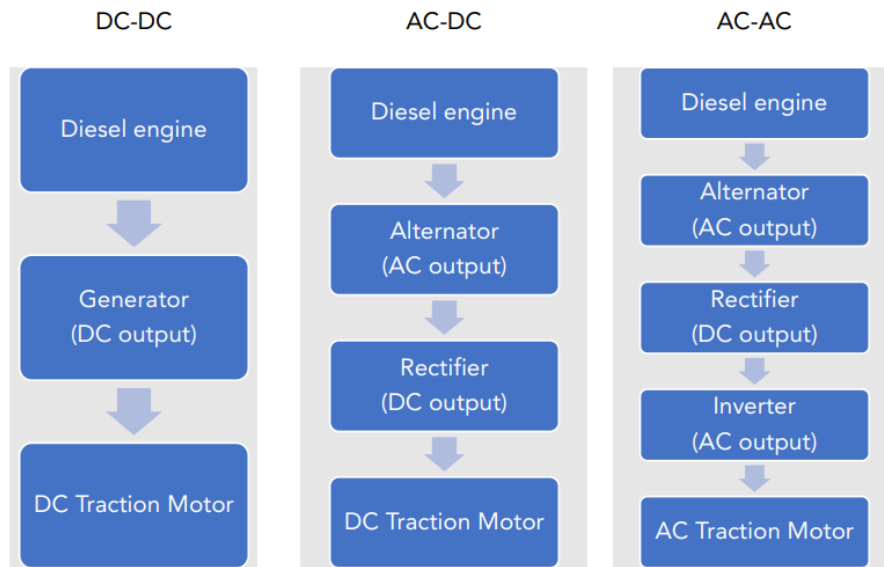 DC-DC
Diesel engine
Generator
(DC output)
DC Traction Motor
AC-DC
Diesel engine
Alternator
(AC output)
Rectifier
(DC output)
DC Traction Motor
AC-AC
Diesel engine
Alternator
(AC output)
Rectifier
(DC output)
Inverter
(AC output)
AC Traction Motor